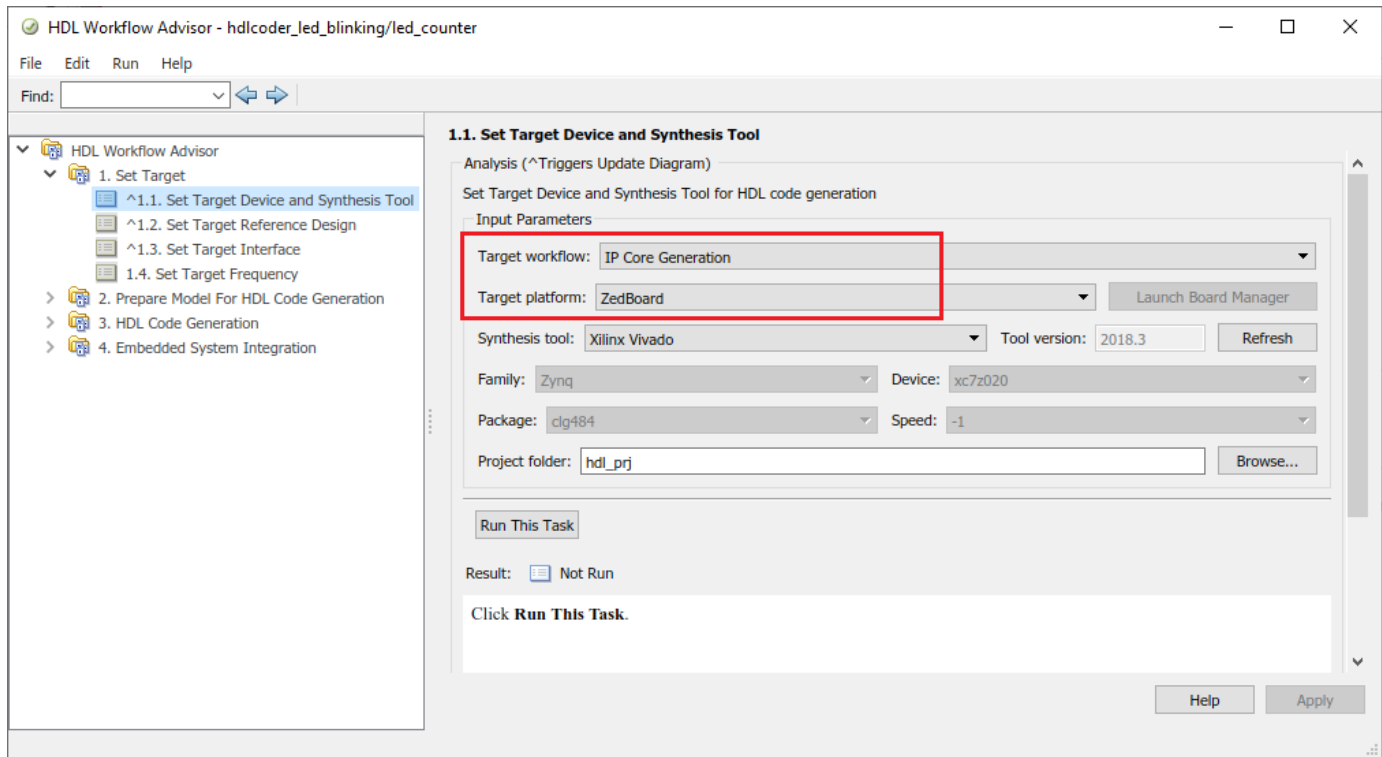 HDL Workflow Advisor - hdlcoder_led_blinking/led_counter
File Edit Run Help
Find:
HDL Workflow Advisor
1. Set Target
^1.1. Set Target Device and Synthesis Tool
^1.2. Set Target Reference Design
^1.3. Set Target Interface
1.4. Set Target Frequency
2. Prepare Model For HDL Code Generation
3. HDL Code Generation
4. Embedded System Integration
1.1. Set Target Device and Synthesis Tool
Analysis (^Triggers Update Diagram)
Set Target Device and Synthesis Tool for HDL code generation
Input Parameters
Target workflow: IP Core Generation
Target platform: ZedBoard Launch Board Manager
Synthesis tool: Xilinx Vivado Tool version: 2018.3 Refresh
Family: Zynq Device: xc7z020
Package: clg484 Speed: -1
Project folder: hdl_prj Browse...
Run This Task
Result: Not Run
Click Run This Task.
Help Apply